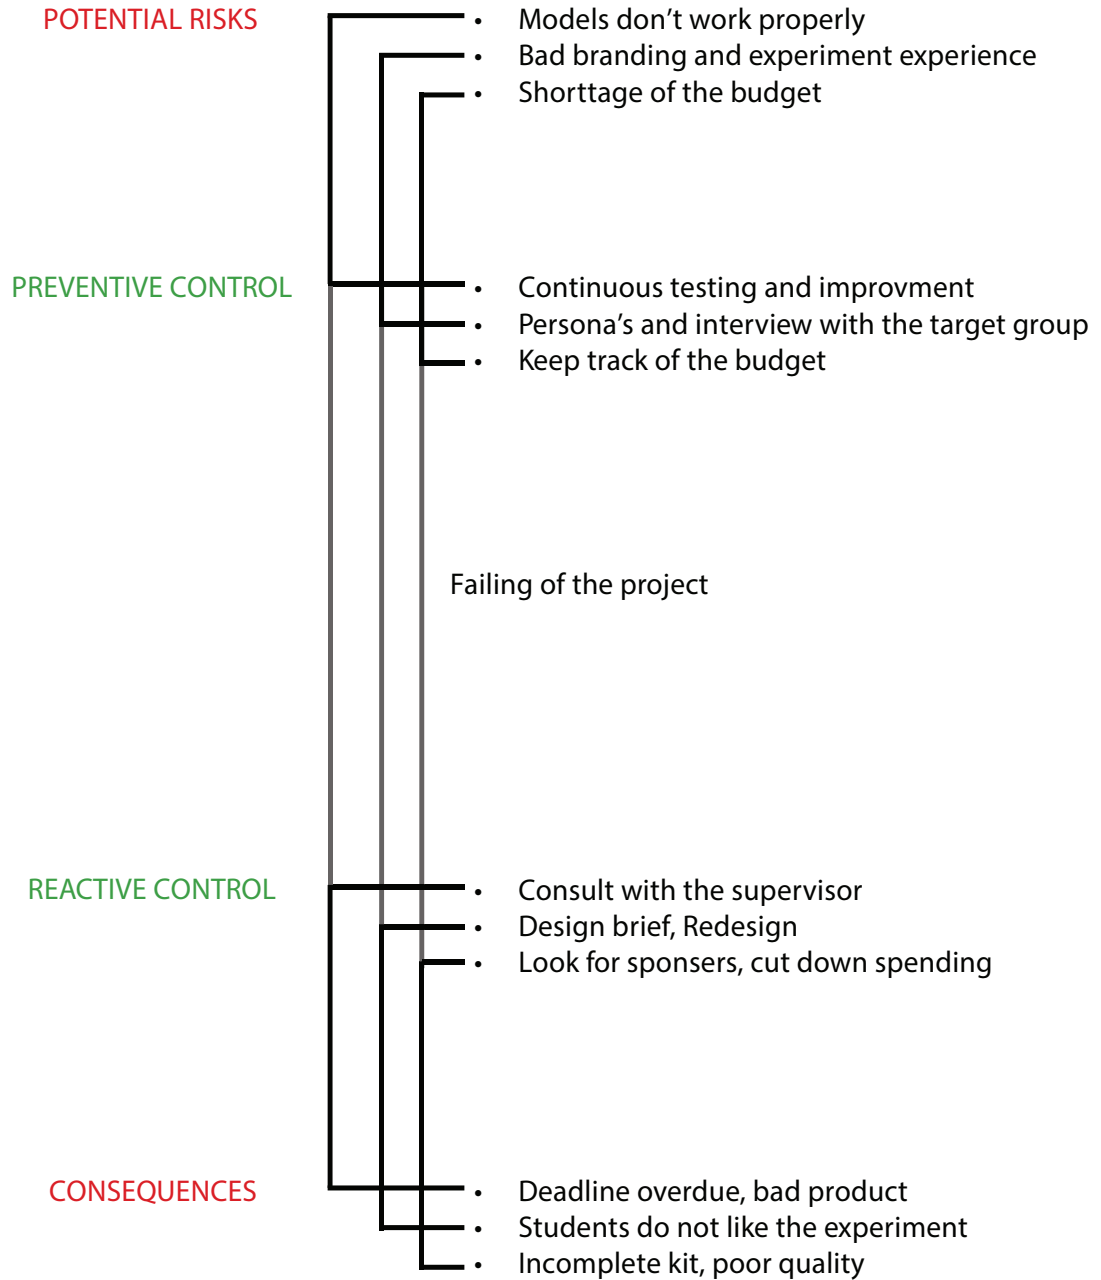 POTENTIAL RISKS
• Models don’t work properly
• Bad branding and experiment experience
• Shorttage of the budget
PREVENTIVE CONTROL
• Continuous testing and improvment
• Persona’s and interview with the target group
• Keep track of the budget
Failing of the project
REACTIVE CONTROL
• Consult with the supervisor
• Design brief, Redesign
• Look for sponsers, cut down spending
CONSEQUENCES
• Deadline overdue, bad product
• Students do not like the experiment
• Incomplete kit, poor quality